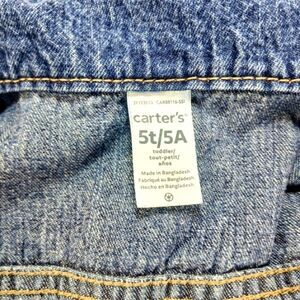 carter's
5t/5A
toddler/
tout-petit/
años
Made in Bangladesh
Fabriqué au Bangladesh
Hecho en Bangladesh